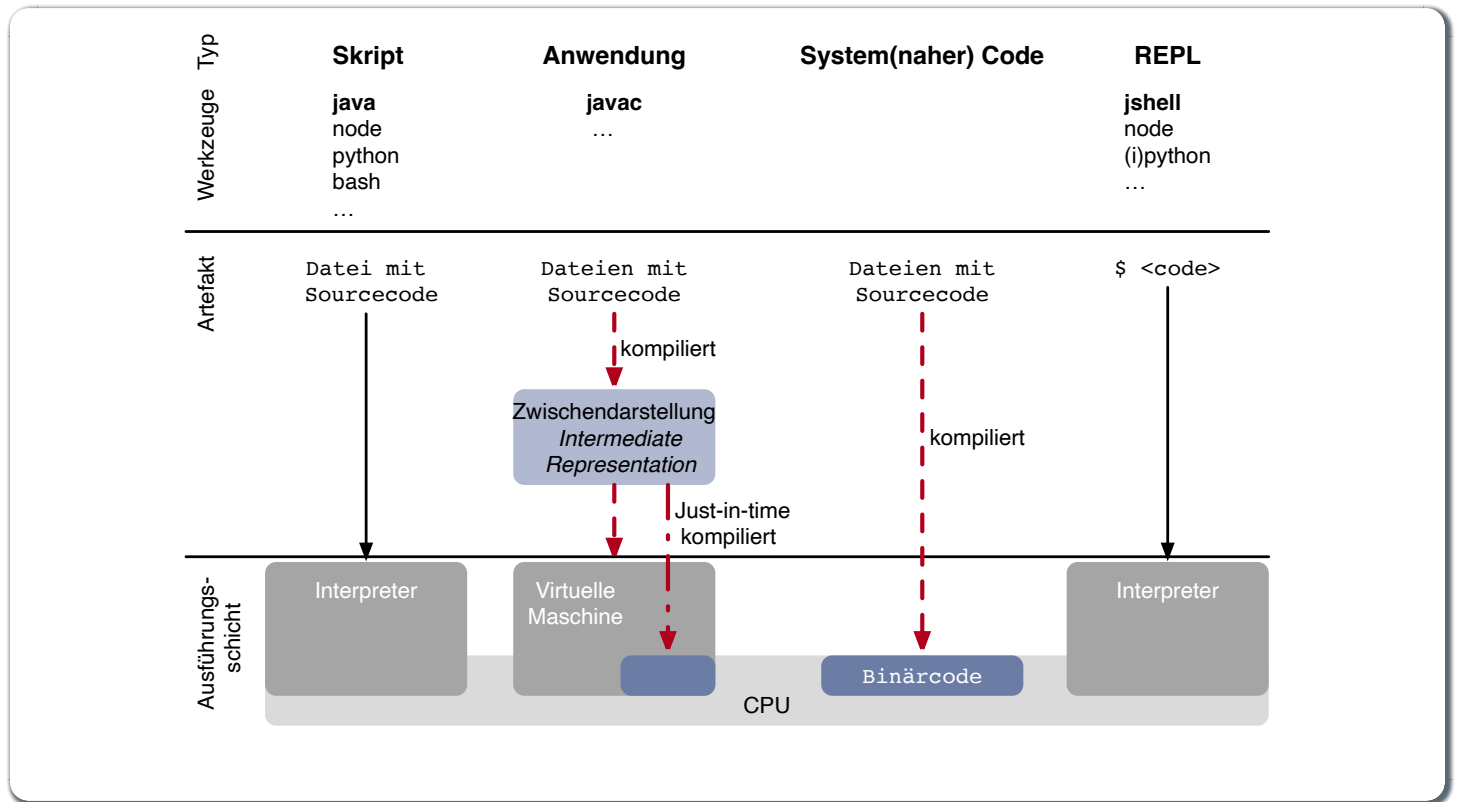 Typ
Skript
Anwendung
System(naher) Code
REPL
Werkzeuge
java
node
python
bash
…
javac
…
jshell
node
(i)python
…
Artefakt
Datei mit
Sourcecode
Dateien mit
Sourcecode
Dateien mit
Sourcecode
$ <code>
kompiliert
Zwischendarstellung
Intermediate
Representation
kompiliert
Just-in-time
kompiliert
Ausführungs-
schicht
Interpreter
Virtuelle
Maschine
Interpreter
Binärcode
CPU